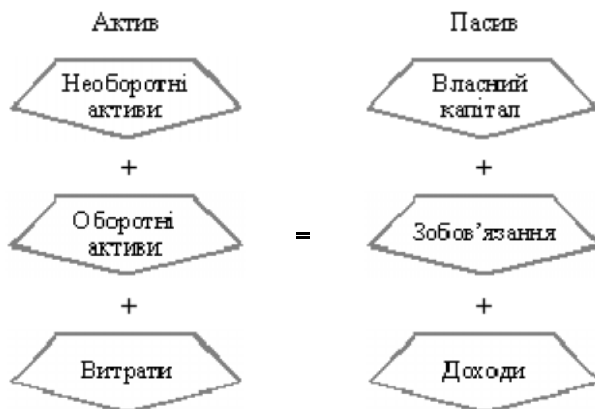 Актив
Пасив
Необоротні
активи
Власний
капітал
+
+
Оборотні
активи
=
Зобов’язання
+
+
Витрати
Доходи